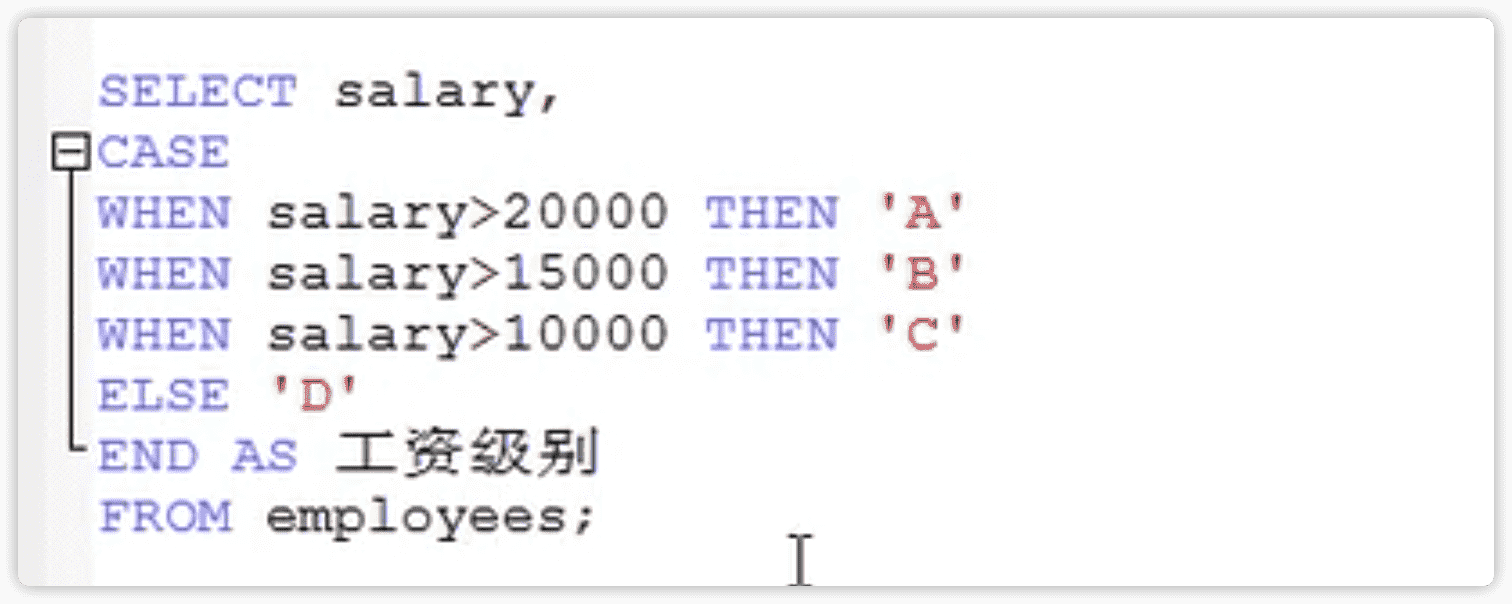 SELECT salary,
CASE
WHEN salary>20000 THEN 'A'
WHEN salary>15000 THEN 'B'
WHEN salary>10000 THEN 'C'
ELSE 'D'
END AS 工资级别
FROM employees;